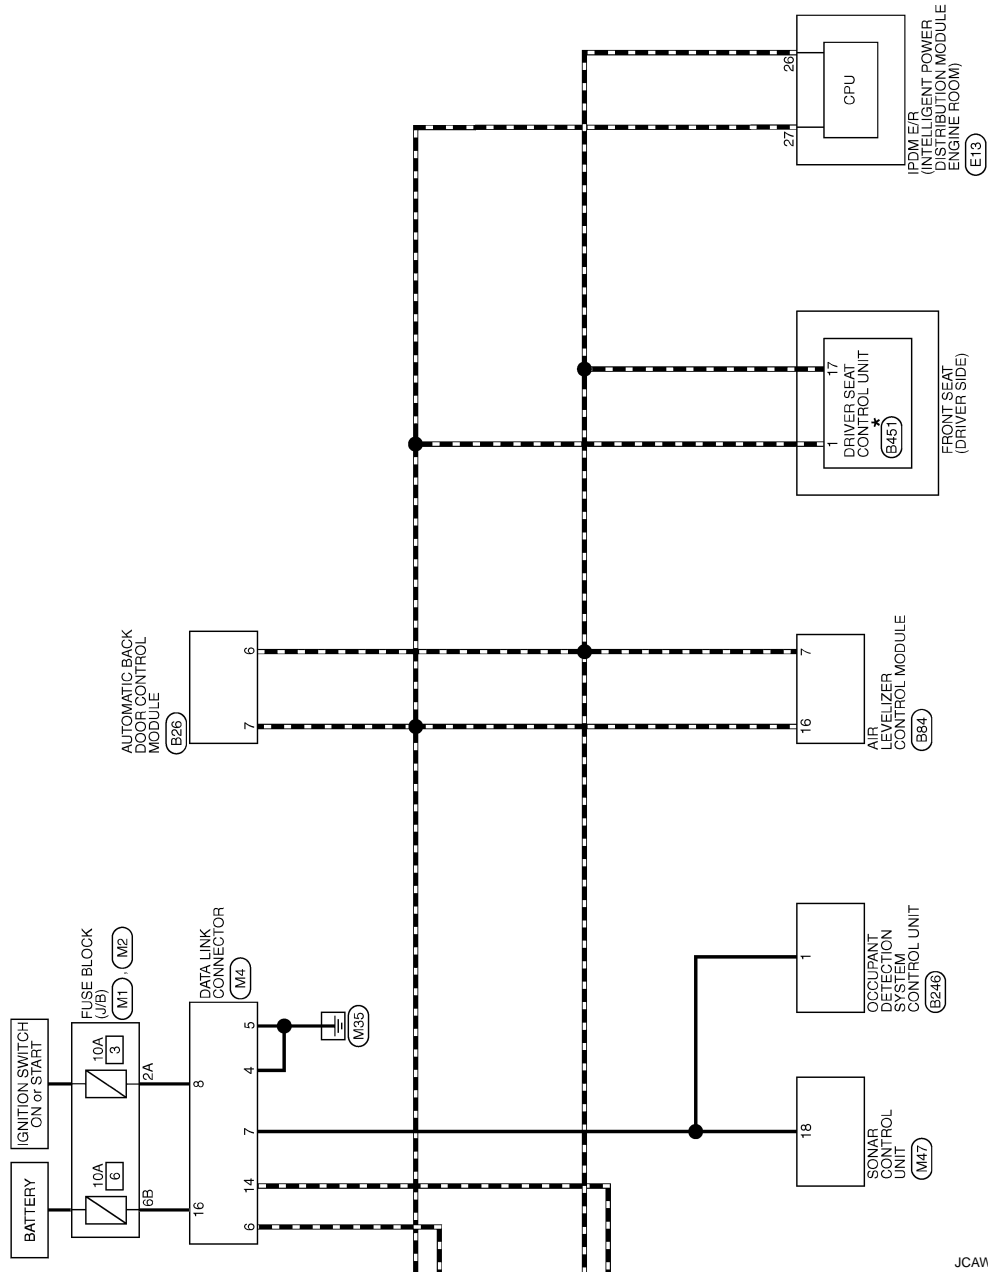 26
27
CPU
IPDM E/R
(INTELLIGENT POWER
DISTRIBUTION MODULE
ENGINE ROOM)
E13
17
1
DRIVER SEAT
CONTROL UNIT
*
B451
FRONT SEAT
(DRIVER SIDE)
AUTOMATIC BACK
DOOR CONTROL
MODULE
B26
6
7
7
16
AIR
LEVELIZER
CONTROL MODULE
B84
IGNITION SWITCH
ON or START
BATTERY
FUSE BLOCK
(J/B)
M1 , M2
10A
3
2A
10A
6
6B
DATA LINK
CONNECTOR
M4
8
16
5
4
7
14
6
M35
1
OCCUPANT
DETECTION
SYSTEM
CONTROL UNIT
B246
18
SONAR
CONTROL
UNIT
M47